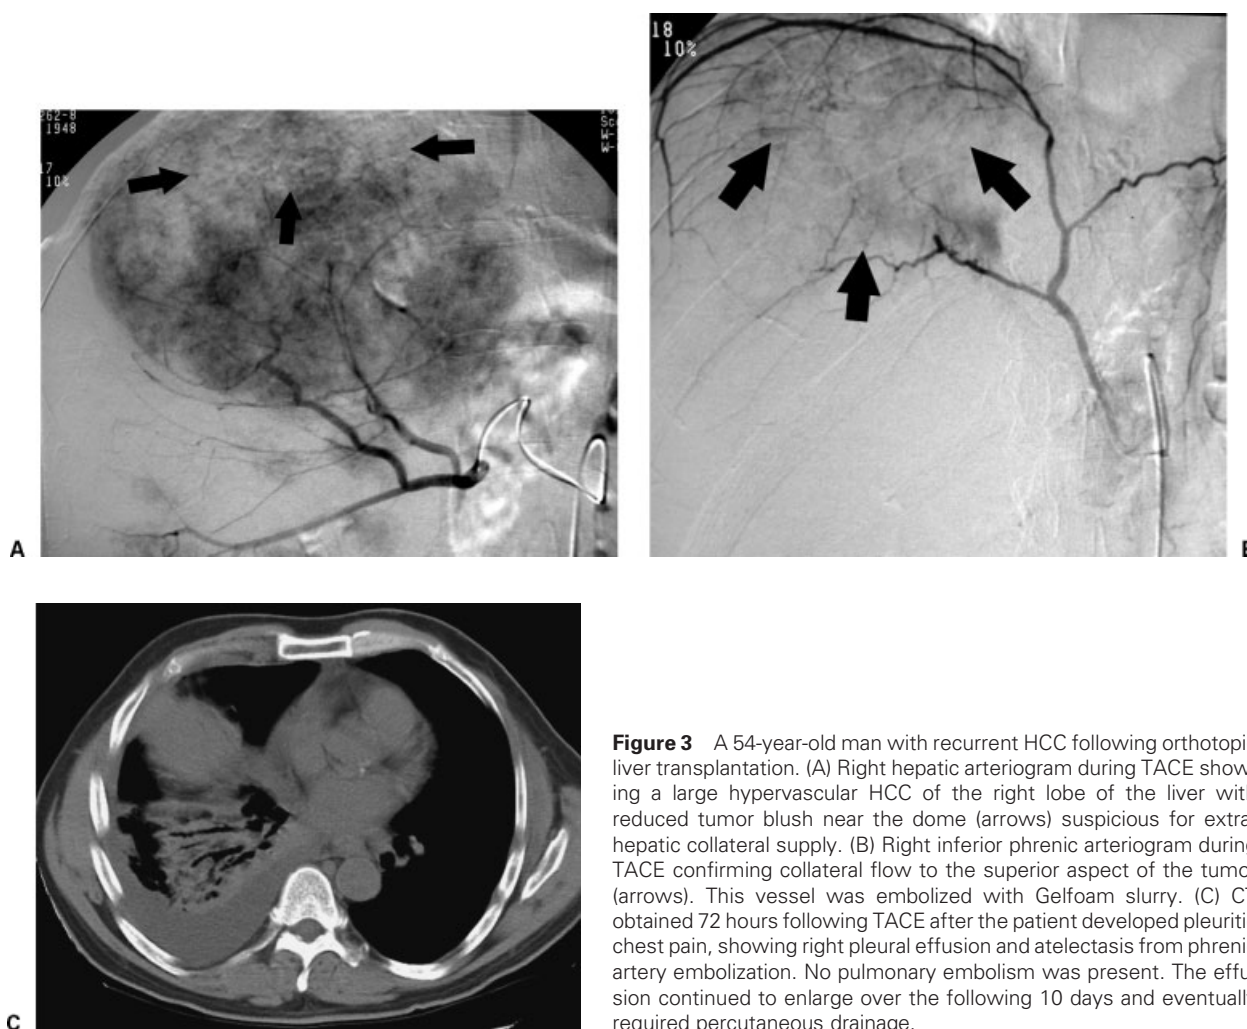 262-8
1948
17
10%
18
10%
A
C
Figure 3 A 54-year-old man with recurrent HCC following orthotopi
liver transplantation. (A) Right hepatic arteriogram during TACE show
ing a large hypervascular HCC of the right lobe of the liver with
reduced tumor blush near the dome (arrows) suspicious for extra
hepatic collateral supply. (B) Right inferior phrenic arteriogram during
TACE confirming collateral flow to the superior aspect of the tumo
(arrows). This vessel was embolized with Gelfoam slurry. (C) C
obtained 72 hours following TACE after the patient developed pleuriti
chest pain, showing right pleural effusion and atelectasis from phreni
artery embolization. No pulmonary embolism was present. The effu
sion continued to enlarge over the following 10 days and eventually
required percutaneous drainage.